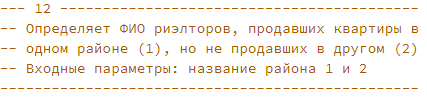 --- 12 ------------------------------------------
-- Определяет ФИО риэлторов, продавших квартиры в
-- одном районе (1), но не продавших в другом (2)
-- Входные параметры: название района 1 и 2
-------------------------------------------------